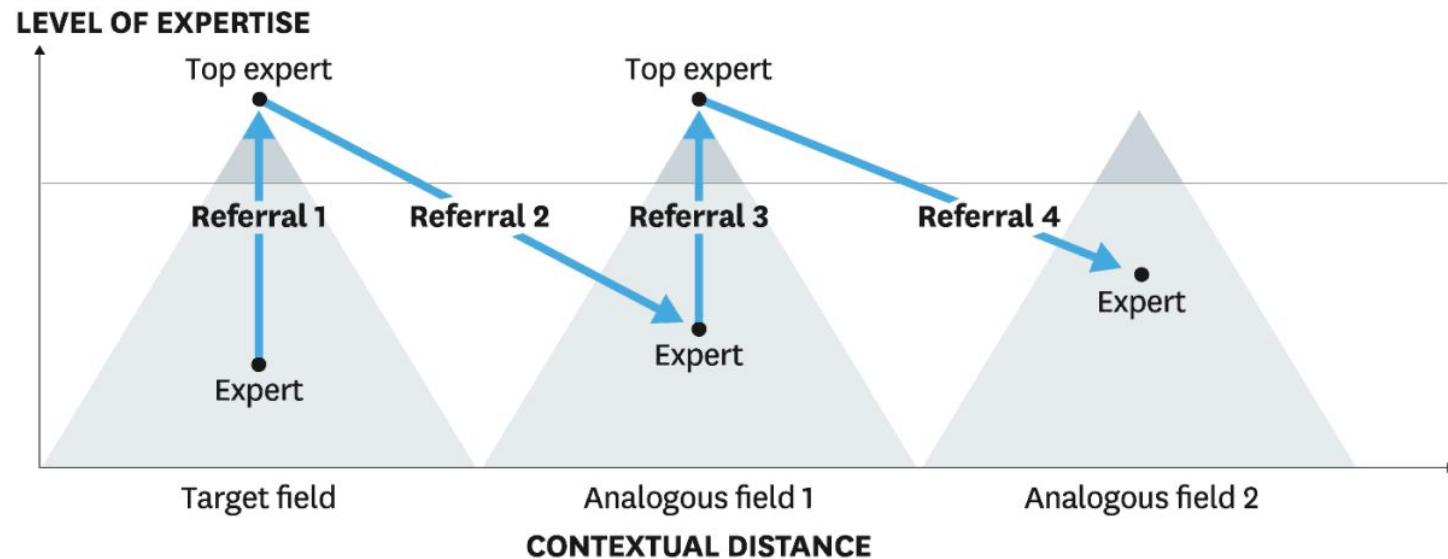 LEVEL OF EXPERTISE
Top expert
Top expert
Referral 1
Referral 2
Referral 3
Referral 4
Expert
Expert
Expert
Target field
Analogous field 1
Analogous field 2
CONTEXTUAL DISTANCE